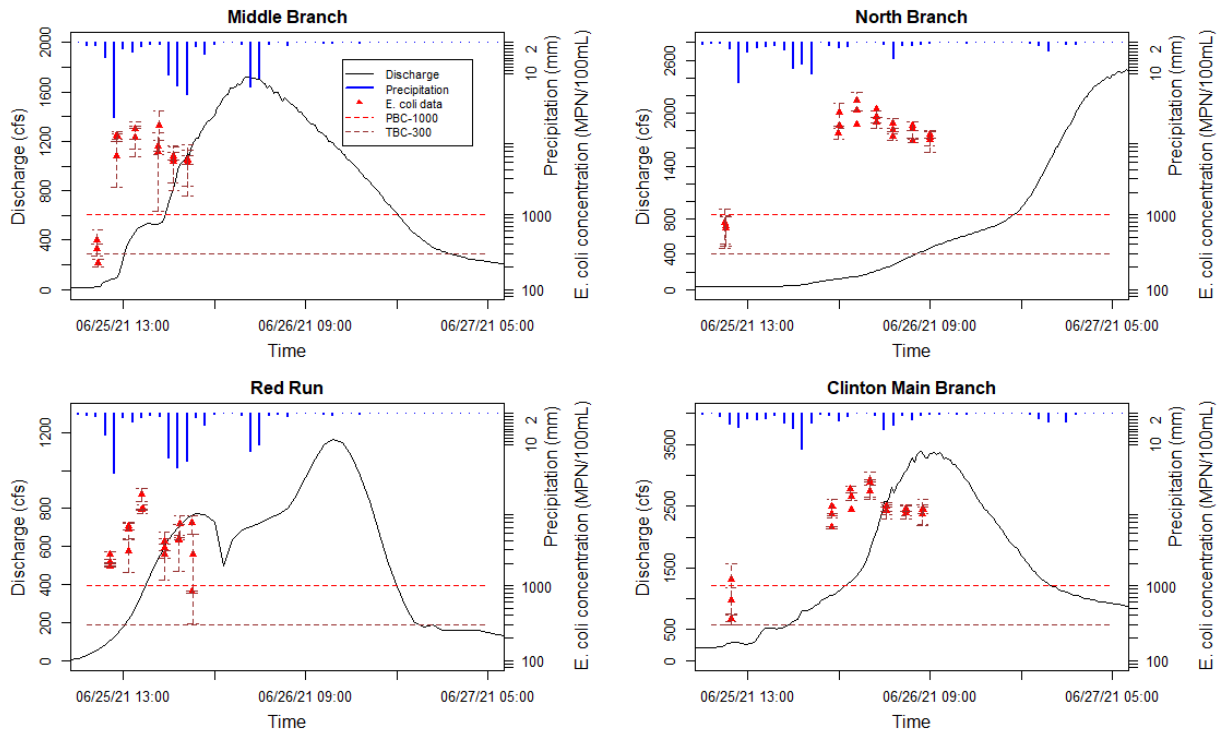 Middle Branch
2000
1600
1200
800
400
0
Discharge (cfs)
Discharge
Precipitation
E. coli data
PBC-1000
TBC-300
2
10
1000
100
Precipitation (mm)
E. coli concentration (MPN/100mL)
06/25/21 13:00 06/26/21 09:00 06/27/21 05:00
Time
North Branch
2600
2000
1400
800
400
0
Discharge (cfs)
2
10
1000
100
Precipitation (mm)
E. coli concentration (MPN/100mL)
06/25/21 13:00 06/26/21 09:00 06/27/21 05:00
Time
Red Run
1200
800
600
400
200
0
Discharge (cfs)
2
10
1000
100
Precipitation (mm)
E. coli concentration (MPN/100mL)
06/25/21 13:00 06/26/21 09:00 06/27/21 05:00
Time
Clinton Main Branch
3500
2500
1500
500
0
Discharge (cfs)
2
10
1000
100
Precipitation (mm)
E. coli concentration (MPN/100mL)
06/25/21 13:00 06/26/21 09:00 06/27/21 05:00
Time